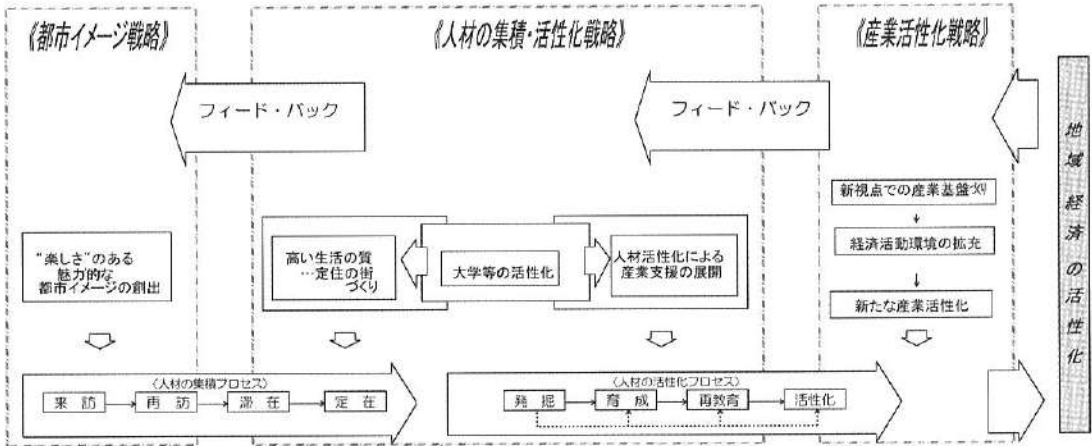 《都市イメージ戦略》
《人材の集積・活性化戦略》
《産業活性化戦略》
フィード・バック
フィード・バック
地域経済の活性化
“楽しさ”のある
魅力的な
都市イメージの創出
高い生活の質
…定住の街
づくり
大学等の活性化
人材活性化による
産業支援の展開
新視点での産業基盤づくり
経済活動環境の拡充
新たな産業活性化
〈人材の集積プロセス〉
来訪
再訪
滞在
定在
〈人材の活性化プロセス〉
発掘
育成
再教育
活性化